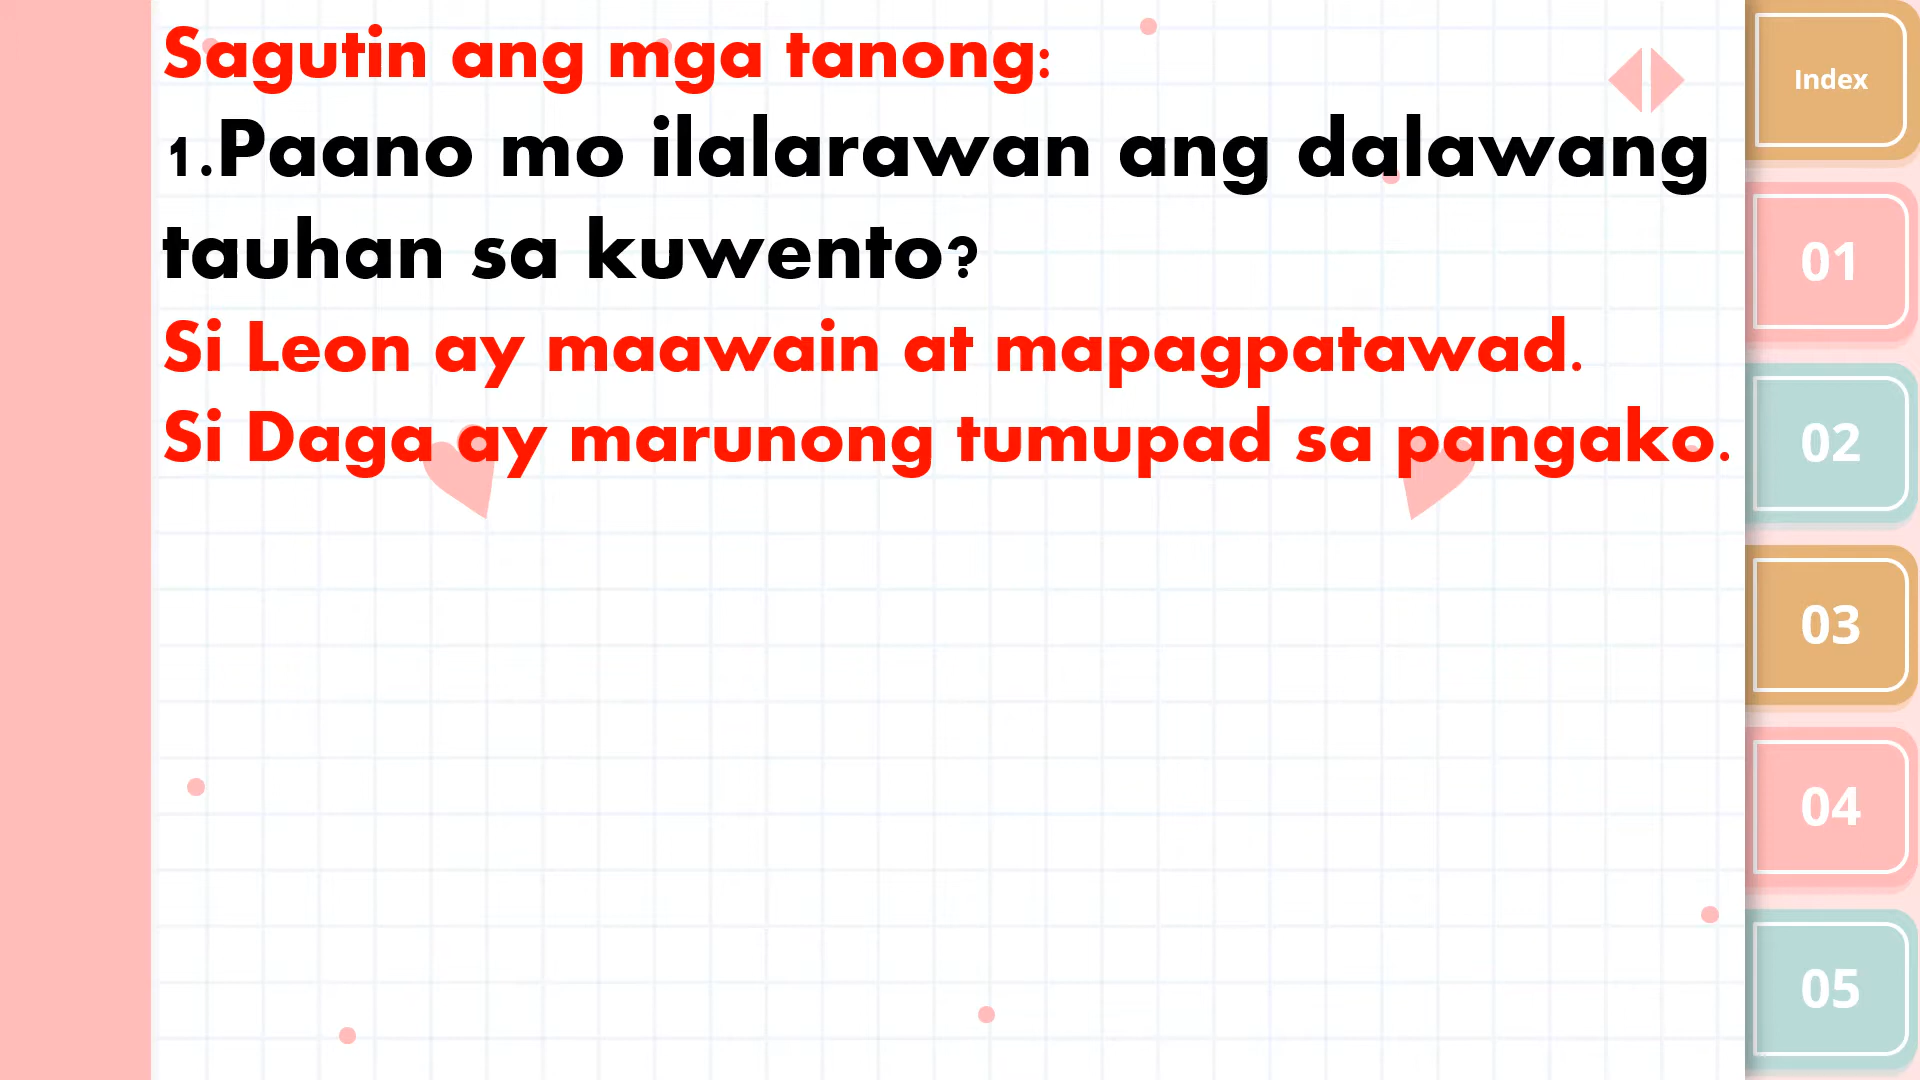 Sagutin ang mga tanong:
1.Paano mo ilalarawan ang dalawang
tauhan sa kuwento?
Si Leon ay maawain at mapagpatawad.
Si Daga ay marunong tumupad sa pangako.
Index
01
02
03
04
05